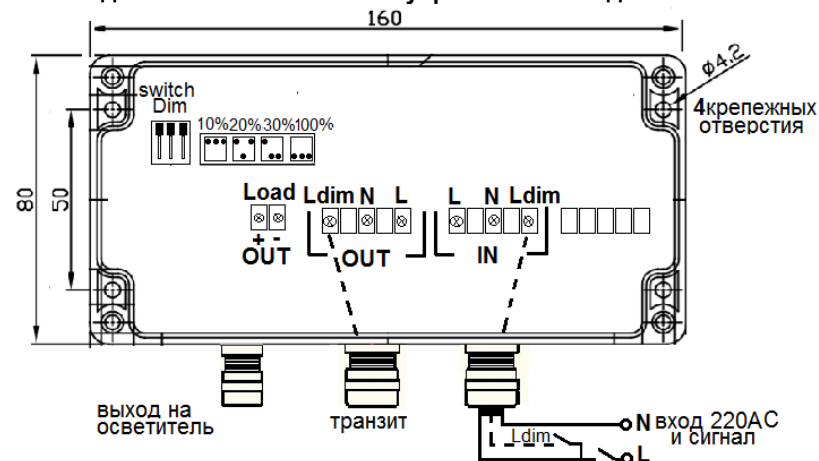 160
ø4,2
switch
Dim
10%20%30%100%
4крепежных
отверстия
80
50
Load
Ldim N L
L N Ldim
+ -
OUT
OUT
IN
выход на
осветитель
транзит
N вход 220AC
и сигнал
L
Ldim
L